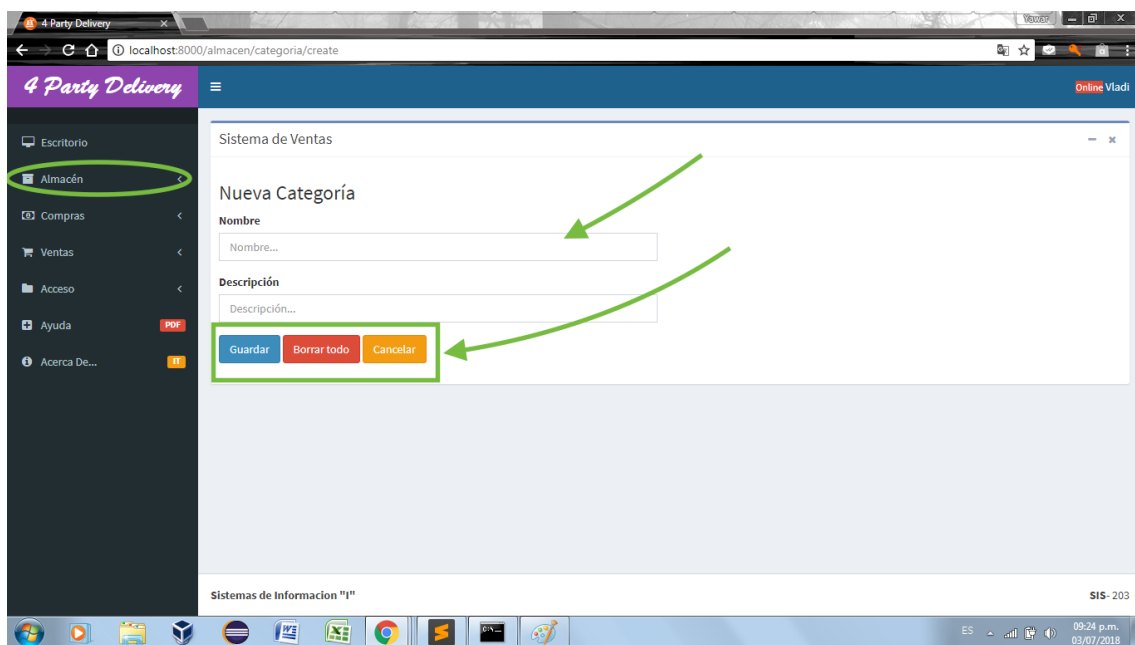 4 Party Delivery
Yawar
localhost:8000/almacen/categoria/create
4 Party Delivery
Online Vladi
Escritorio
Almacén
Compras
Ventas
Acceso
Ayuda PDF
Acerca De... IT
Sistema de Ventas
Nueva Categoría
Nombre
Nombre...
Descripción
Descripción...
Guardar Borrar todo Cancelar
Sistemas de Informacion "I"
SIS- 203
ES
09:24 p.m.
03/07/2018